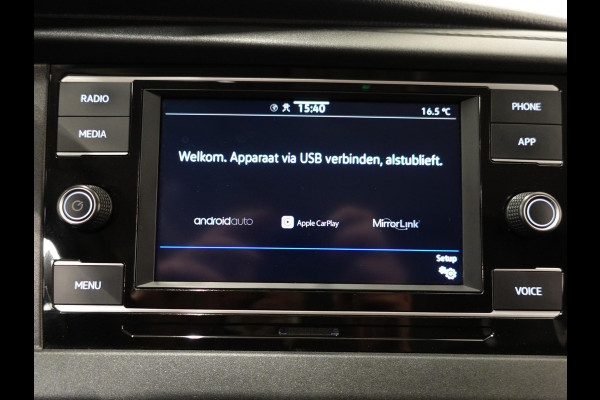 RADIO
MEDIA
MENU
15:40
16.5 °C
Welkom. Apparaat via USB verbinden, alstublieft.
androidauto
Apple CarPlay
MirrorLink
Setup
PHONE
APP
VOICE